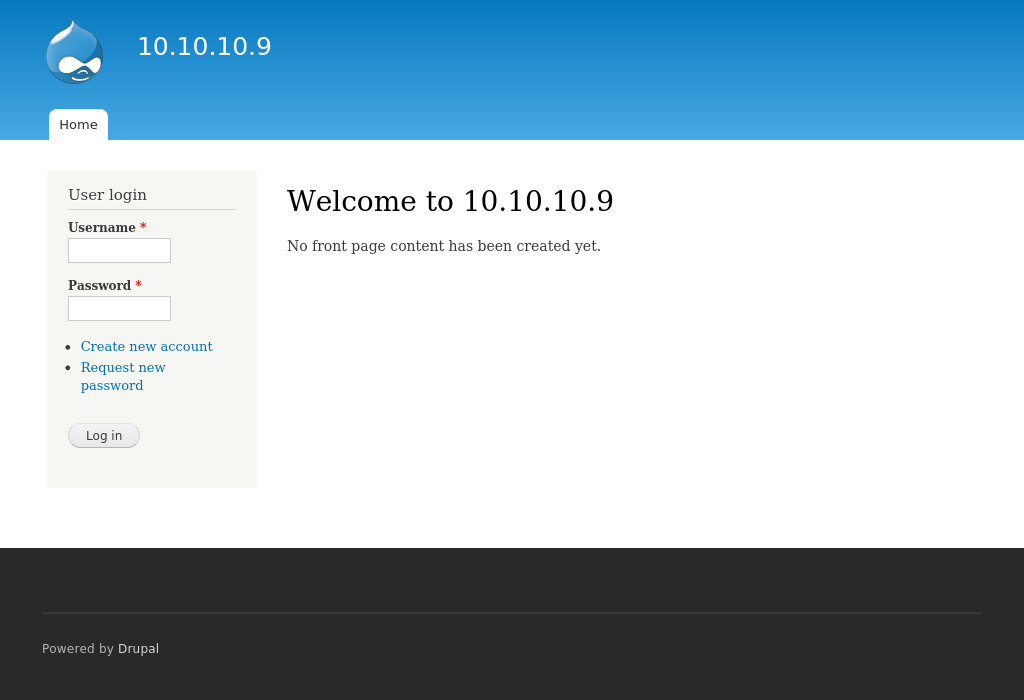 10.10.10.9
Home
User login
Username *
Password *
Create new account
Request new
password
Log in
Welcome to 10.10.10.9
No front page content has been created yet.
Powered by Drupal